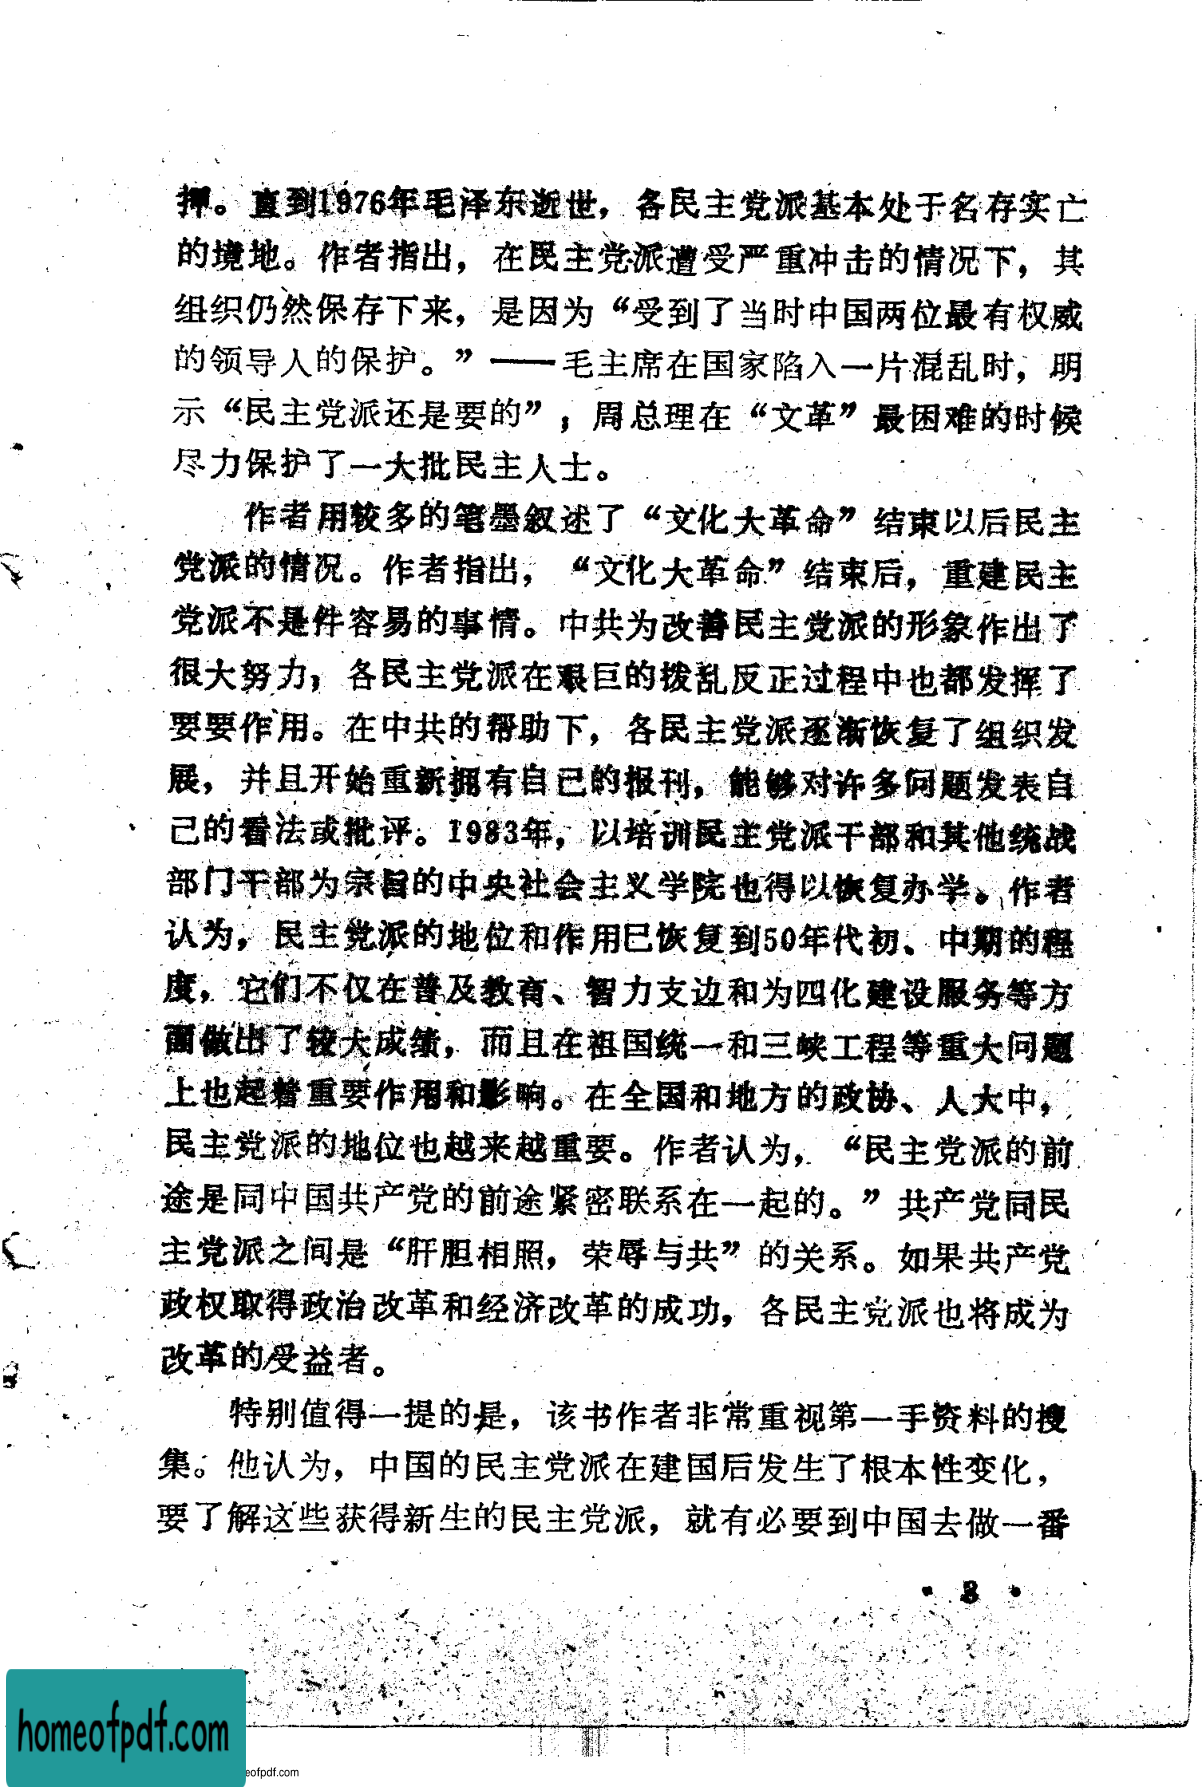 押。直到1976年毛泽东逝世，各民主党派基本处于名存实亡
的境地。作者指出，在民主党派遭受严重冲击的情况下，其
组织仍然保存下来，是因为“受到了当时中国两位最有权威
的领导人的保护。”——毛主席在国家陷入一片混乱时，明
示“民主党派还是要的”；周总理在“文革”最困难的时候
尽力保护了一大批民主人士。
作者用较多的笔墨叙述了“文化大革命”结束以后民主
党派的情况。作者指出，“文化大革命”结束后，重建民主
党派不是件容易的事情。中共为改善民主党派的形象作出了
很大努力，各民主党派在艰巨的拨乱反正过程中也都发挥了
要要作用。在中共的帮助下，各民主党派逐渐恢复了组织发
展，并且开始重新拥有自己的报刊，能够对许多问题发表自
己的看法或批评。1983年，以培训民主党派干部和其他统战
部门干部为宗旨的中央社会主义学院也得以恢复办学。作者
认为，民主党派的地位和作用已恢复到50年代初、中期的程
度，它们不仅在普及教育、智力支边和为四化建设服务等方
面做出了较大成绩，而且在祖国统一和三峡工程等重大问题
上也起着重要作用和影响。在全国和地方的政协、人大中，
民主党派的地位也越来越重要。作者认为，“民主党派的前
途是同中国共产党的前途紧密联系在一起的。”共产党同民
主党派之间是“肝胆相照，荣辱与共”的关系。如果共产党
政权取得政治改革和经济改革的成功，各民主党派也将成为
改革的受益者。
特别值得一提的是，该书作者非常重视第一手资料的搜
集。他认为，中国的民主党派在建国后发生了根本性变化，
要了解这些获得新生的民主党派，就有必要到中国去做一番
• 3 •
homeofpdf.com
eofpdf.com